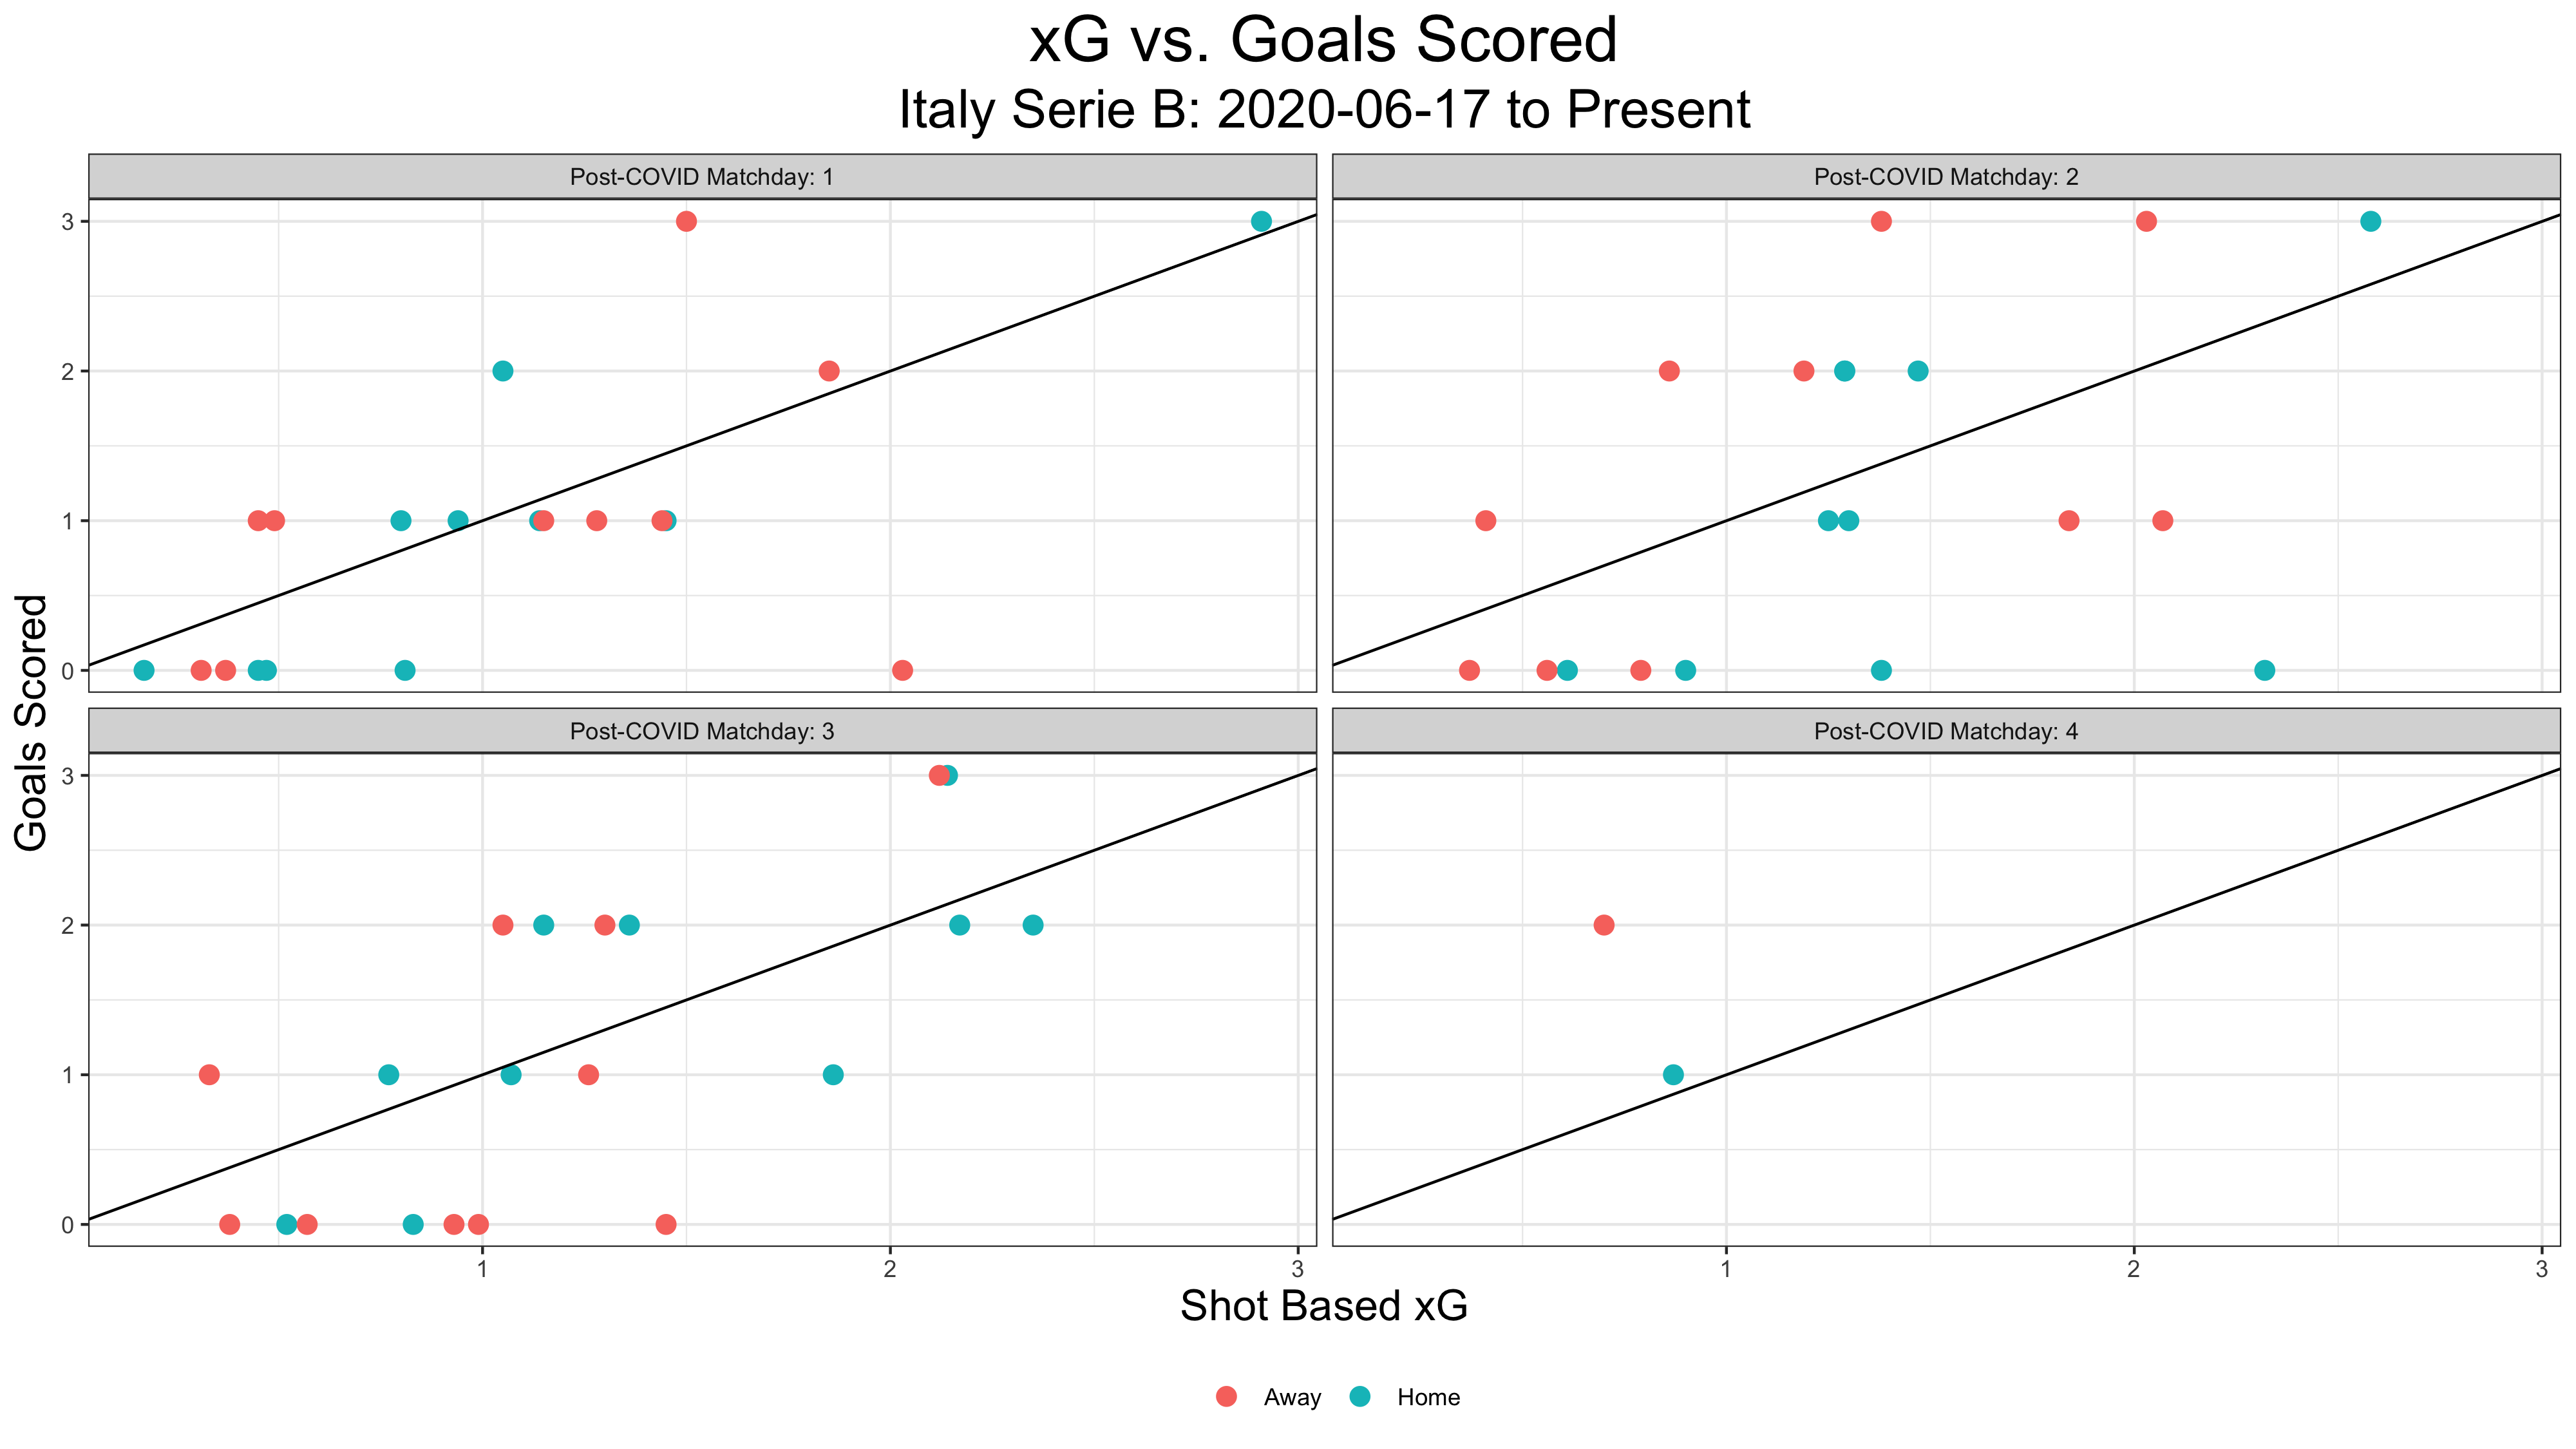 xG vs. Goals Scored
Italy Serie B: 2020-06-17 to Present
Post-COVID Matchday: 1
Post-COVID Matchday: 2
3
2
1
0
Goals Scored
Post-COVID Matchday: 3
Post-COVID Matchday: 4
3
2
1
0
1
2
3
1
2
3
Shot Based xG
Away
Home